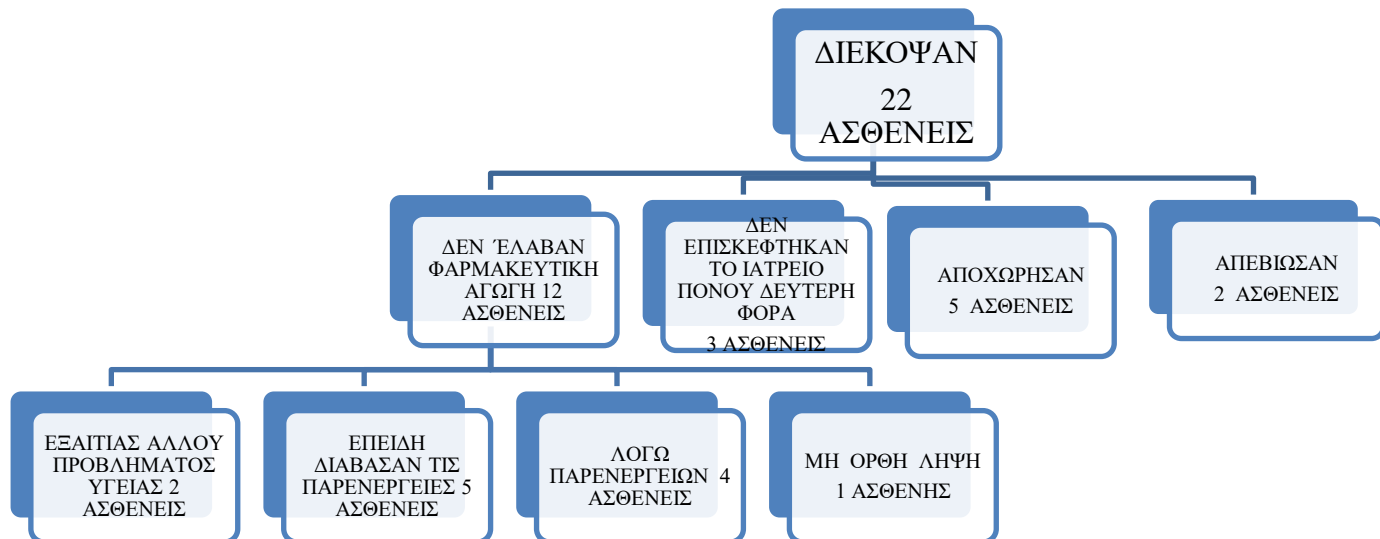 ΔΙΕΚΟΨΑΝ
22
ΑΣΘΕΝΕΙΣ
ΔΕΝ ΈΛΑΒΑΝ
ΦΑΡΜΑΚΕΥΤΙΚΗ
ΑΓΩΓΗ 12
ΑΣΘΕΝΕΙΣ
ΔΕΝ
ΕΠΙΣΚΕΦΤΗΚΑΝ
ΤΟ ΙΑΤΡΕΙΟ
ΠΟΝΟΥ ΔΕΥΤΕΡΗ
ΦΟΡΑ
3 ΑΣΘΕΝΕΙΣ
ΑΠΟΧΩΡΗΣΑΝ
5 ΑΣΘΕΝΕΙΣ
ΑΠΕΒΙΩΣΑΝ
2 ΑΣΘΕΝΕΙΣ
ΕΞΑΙΤΙΑΣ ΑΛΛΟΥ
ΠΡΟΒΛΗΜΑΤΟΣ
ΥΓΕΙΑΣ 2
ΑΣΘΕΝΕΙΣ
ΕΠΕΙΔΗ
ΔΙΑΒΑΣΑΝ ΤΙΣ
ΠΑΡΕΝΕΡΓΕΙΕΣ 5
ΑΣΘΕΝΕΙΣ
ΛΟΓΩ
ΠΑΡΕΝΕΡΓΕΙΩΝ 4
ΑΣΘΕΝΕΙΣ
ΜΗ ΟΡΘΗ ΛΗΨΗ
1 ΑΣΘΕΝΗΣ